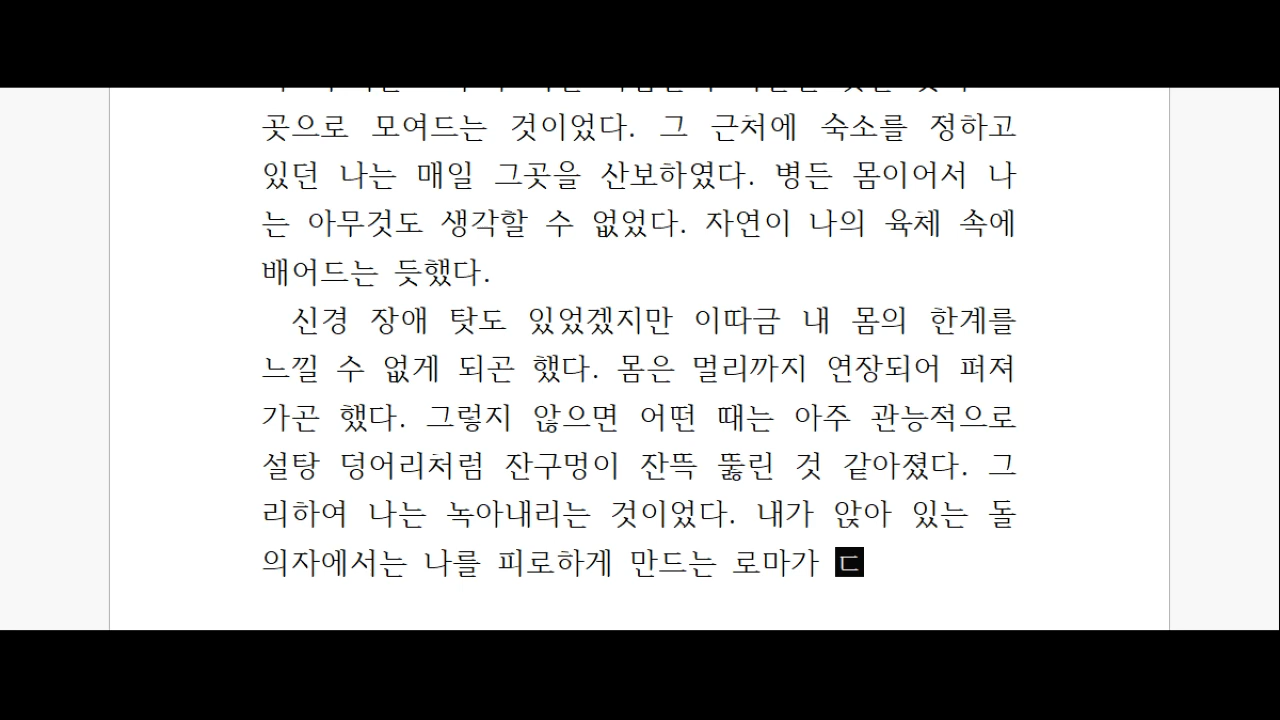 곳으로 모여드는 것이었다. 그 근처에 숙소를 정하고
있던 나는 매일 그곳을 산보하였다. 병든 몸이어서 나
는 아무것도 생각할 수 없었다. 자연이 나의 육체 속에
배어드는 듯했다.
신경 장애 탓도 있었겠지만 이따금 내 몸의 한계를
느낄 수 없게 되곤 했다. 몸은 멀리까지 연장되어 퍼져
가곤 했다. 그렇지 않으면 어떤 때는 아주 관능적으로
설탕 덩어리처럼 잔구멍이 잔뜩 뚫린 것 같아졌다. 그
리하여 나는 녹아내리는 것이었다. 내가 앉아 있는 돌
의자에서는 나를 피로하게 만드는 로마가 ㄷ